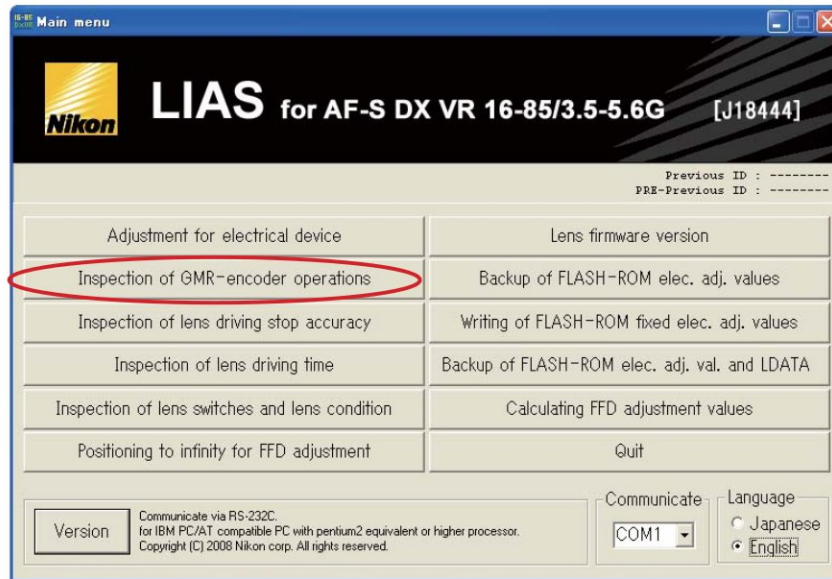 16-85
DXVR
Main menu
Nikon
LIAS for AF-S DX VR 16-85/3.5-5.6G [J18444]
Previous ID : --------
PRE-Previous ID : --------
Adjustment for electrical device
Lens firmware version
Inspection of GMR-encoder operations
Backup of FLASH-ROM elec. adj. values
Inspection of lens driving stop accuracy
Writing of FLASH-ROM fixed elec. adj. values
Inspection of lens driving time
Backup of FLASH-ROM elec. adj. val. and LDATA
Inspection of lens switches and lens condition
Calculating FFD adjustment values
Positioning to infinity for FFD adjustment
Quit
Version
Communicate via RS-232C.
for IBM PC/AT compatible PC with pentium2 equivalent or higher processor.
Copyright (C) 2008 Nikon corp. All rights reserved.
Communicate
COM1
Language
Japanese
English